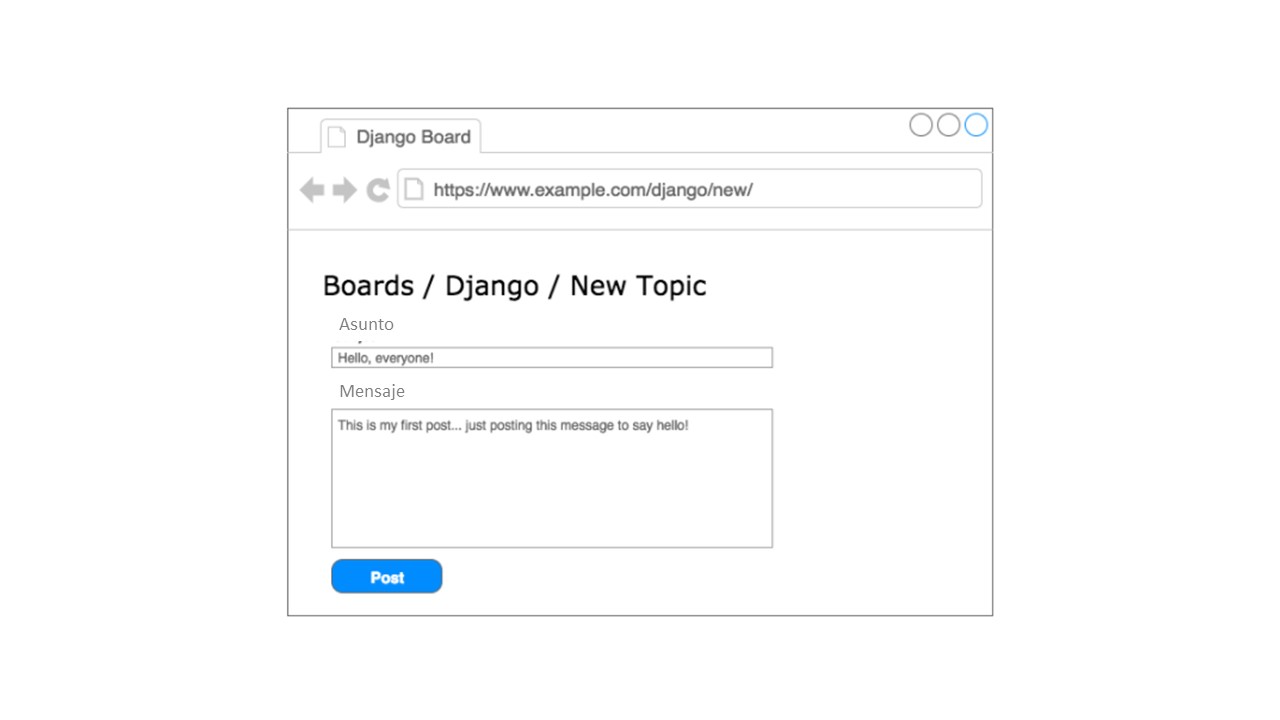 Django Board
https://www.example.com/django/new/
Boards / Django / New Topic
Asunto
Hello, everyone!
Mensaje
This is my first post... just posting this message to say hello!
Post